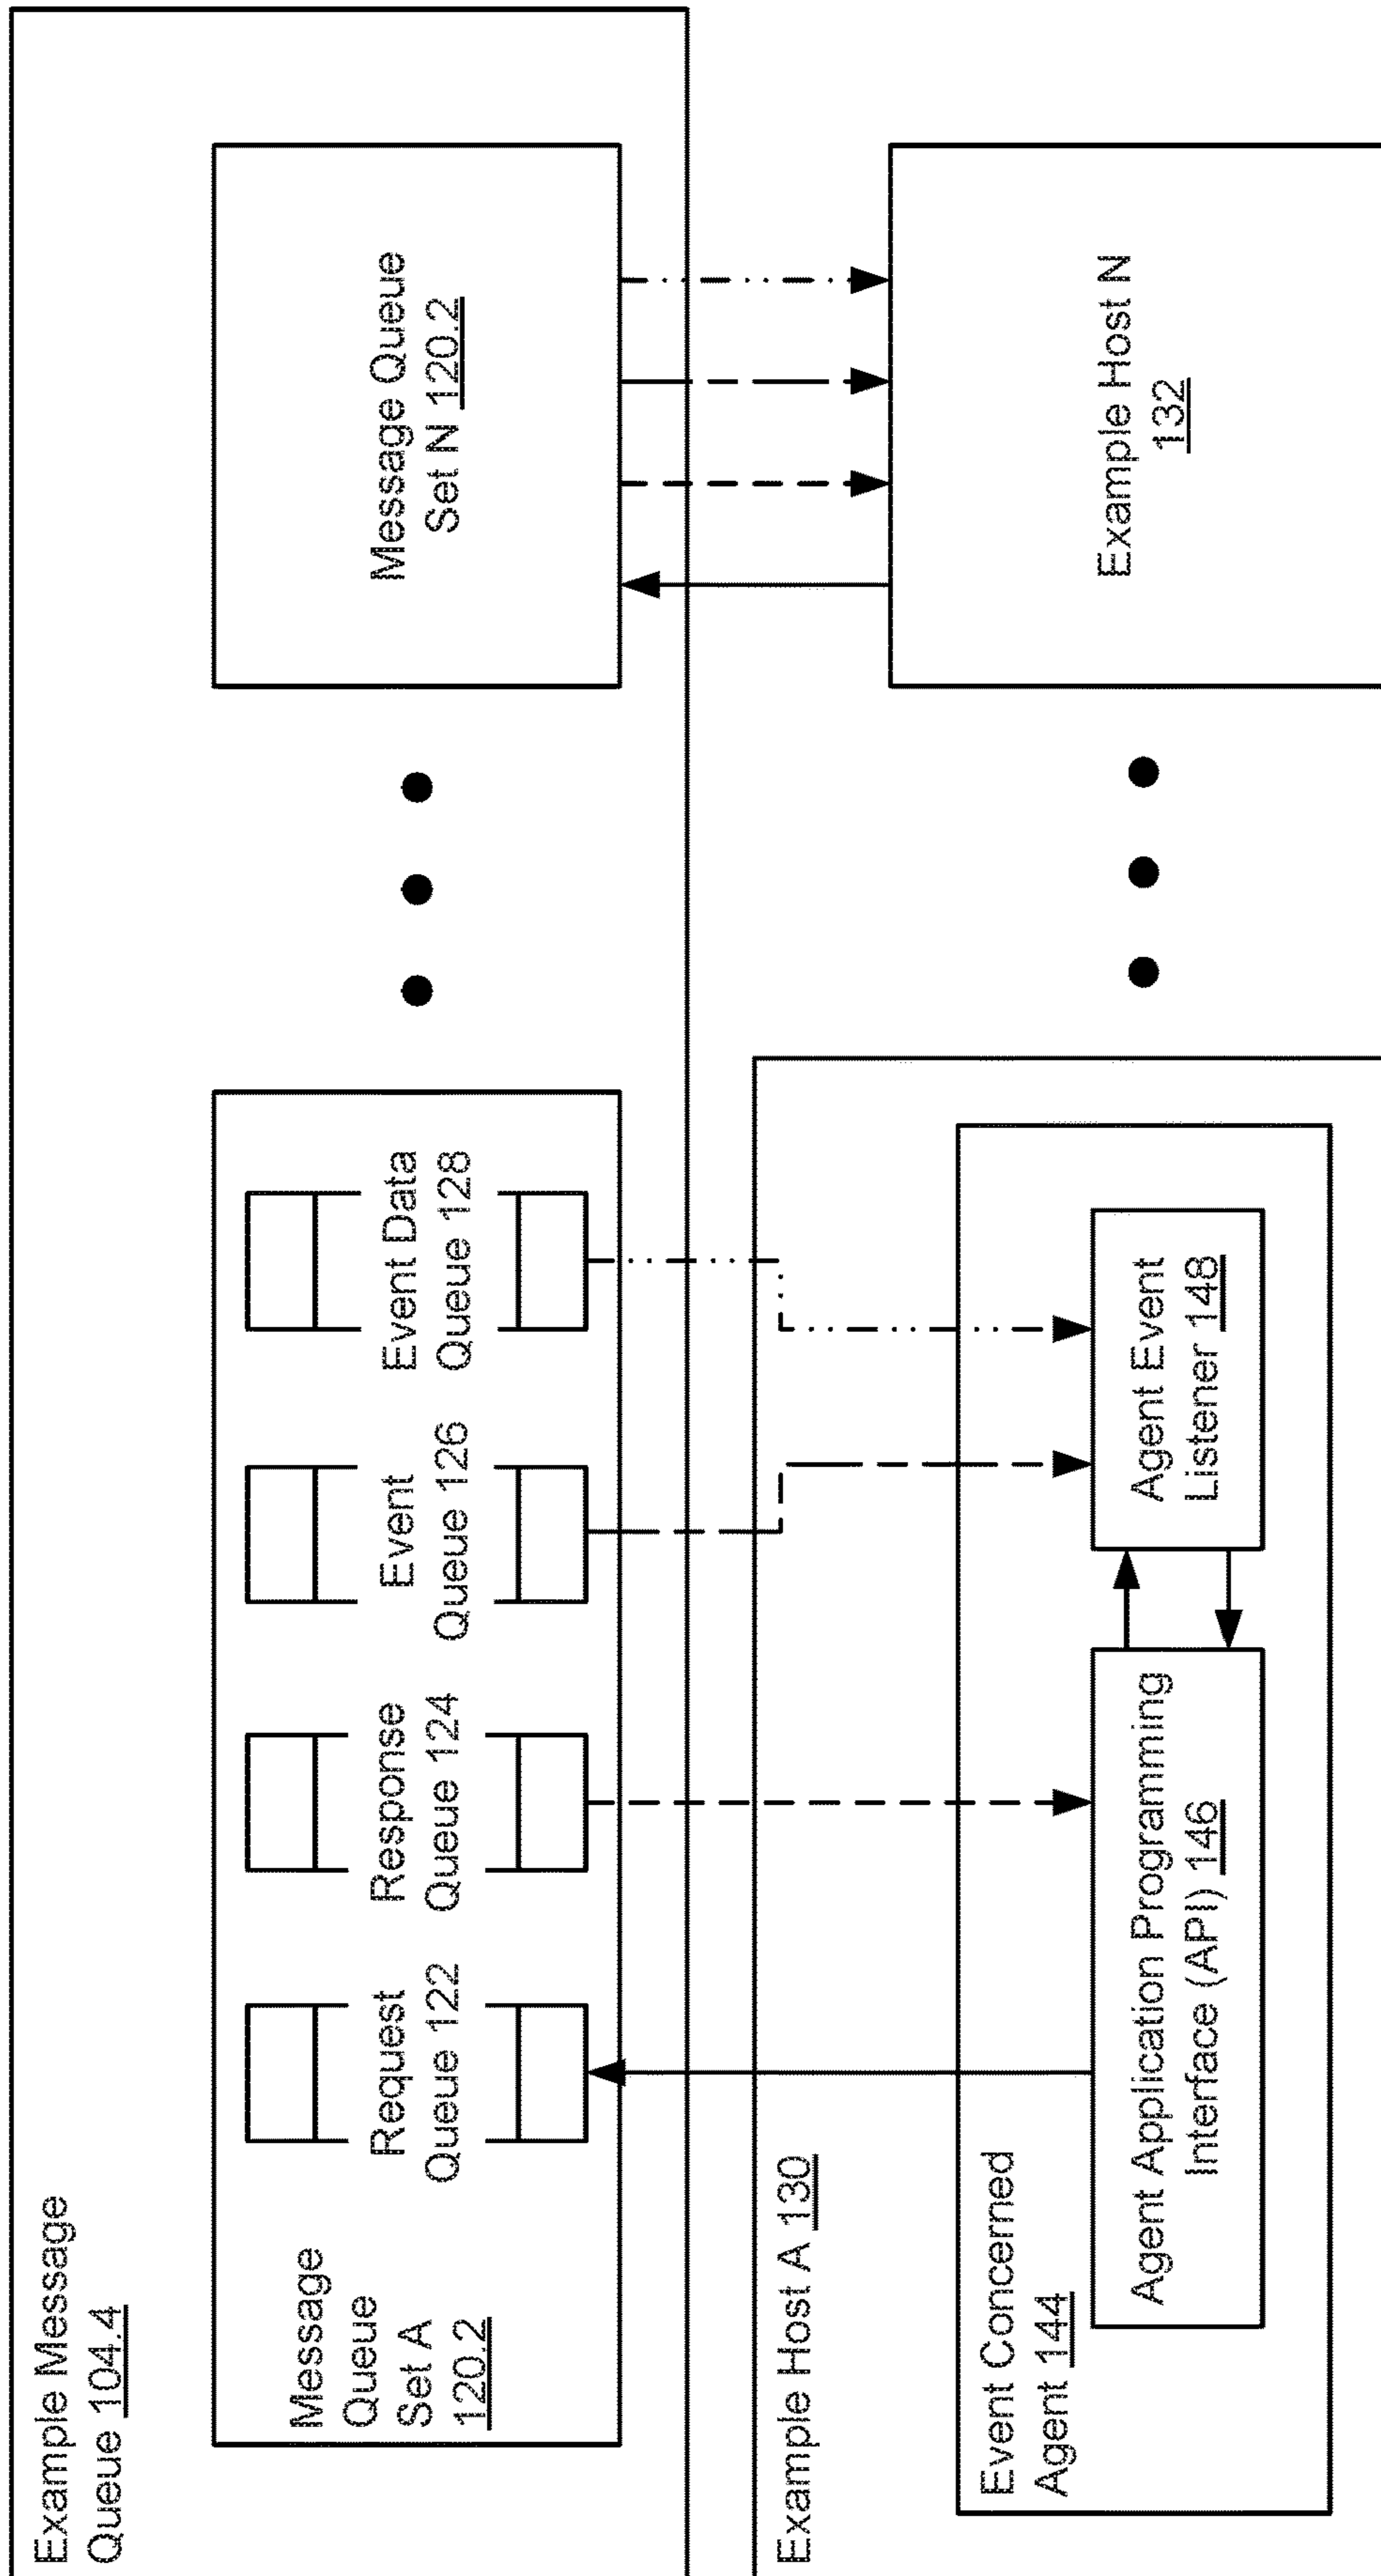 Example Message
Queue 104.4
Message
Queue
Set A
120.2
Request
Queue 122
Response
Queue 124
Event
Queue 126
Event Data
Queue 128
Message Queue
Set N 120.2
Example Host A 130
Event Concerned
Agent 144
Agent Application Programming
Interface (API) 146
Agent Event
Listener 148
Example Host N
132